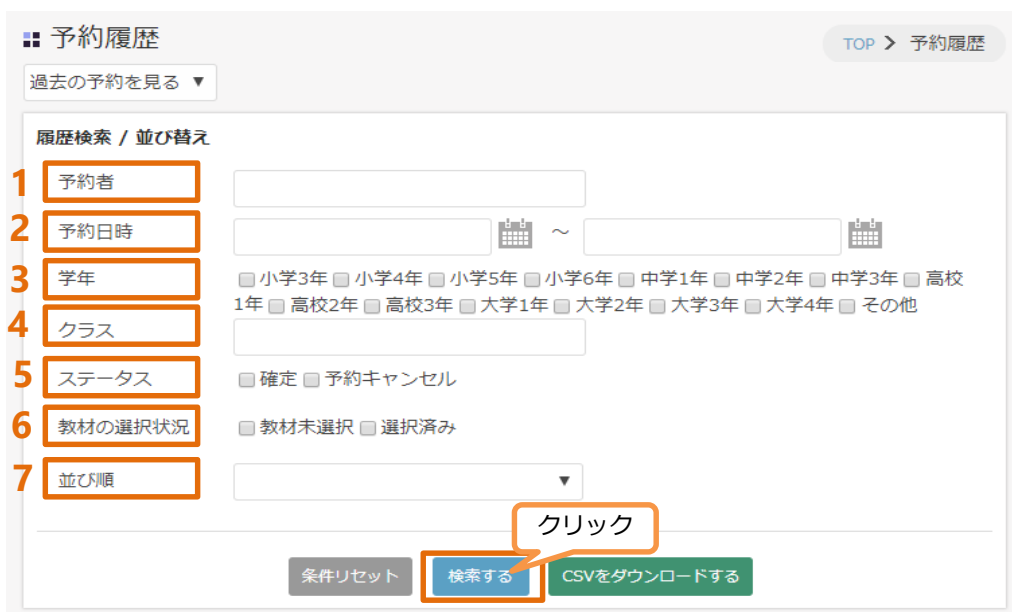 予約履歴
TOP > 予約履歴
過去の予約を見る ▼
履歴検索 / 並び替え
1 予約者
2 予約日時 ～
3 学年 小学3年 小学4年 小学5年 小学6年 中学1年 中学2年 中学3年 高校
1年 高校2年 高校3年 大学1年 大学2年 大学3年 大学4年 その他
4 クラス
5 ステータス 確定 予約キャンセル
6 教材の選択状況 教材未選択 選択済み
7 並び順 ▼
クリック
条件リセット 検索する CSVをダウンロードする